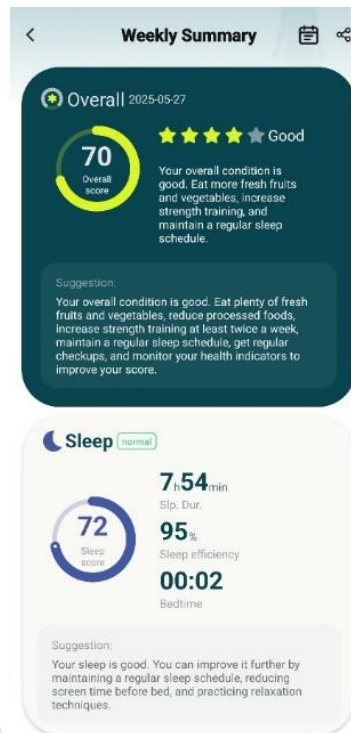 Weekly Summary
Overall 2025-05-27
70
Overall
score
Good
Your overall condition is
good. Eat more fresh fruits
and vegetables, increase
strength training, and
maintain a regular sleep
schedule.
Suggestion:
Your overall condition is good. Eat plenty of fresh
fruits and vegetables, reduce processed foods,
increase strength training at least twice a week,
maintain a regular sleep schedule, get regular
checkups, and monitor your health indicators to
improve your score.
Sleep normal
72
Sleep
score
7h54min
Slp. Dur.
95%
Sleep efficiency
00:02
Bedtime
Suggestion:
Your sleep is good. You can improve it further by
maintaining a regular sleep schedule, reducing
screen time before bed, and practicing relaxation
techniques.